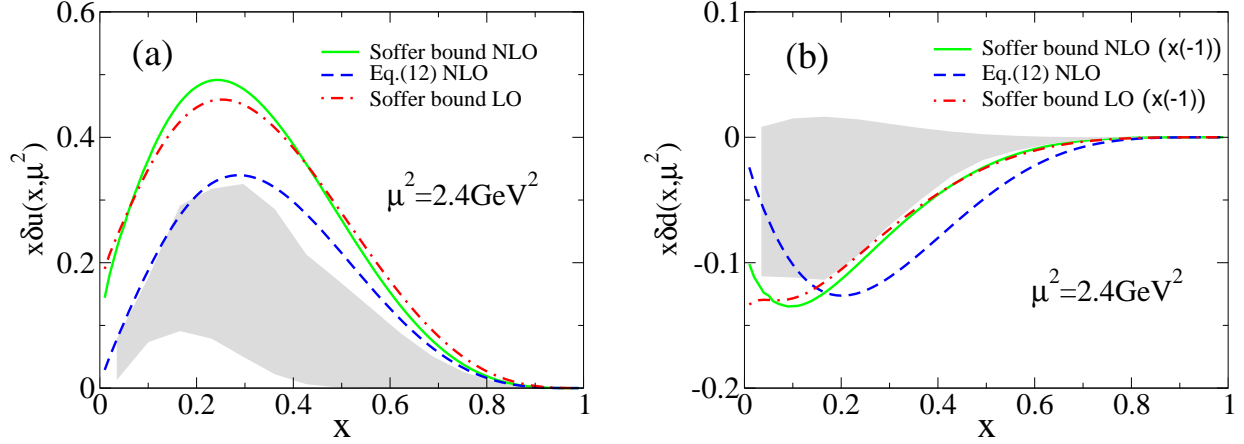 0.6
0.4
0.2
0
xδu(x,μ²)
(a)
Soffer bound NLO
Eq.(12) NLO
Soffer bound LO
μ²=2.4GeV²
0 0.2 0.4 0.6 0.8 1
x
0.1
0
-0.1
-0.2
xδd(x,μ²)
(b)
Soffer bound NLO (x(-1))
Eq.(12) NLO
Soffer bound LO (x(-1))
μ²=2.4GeV²
0 0.2 0.4 0.6 0.8 1
x